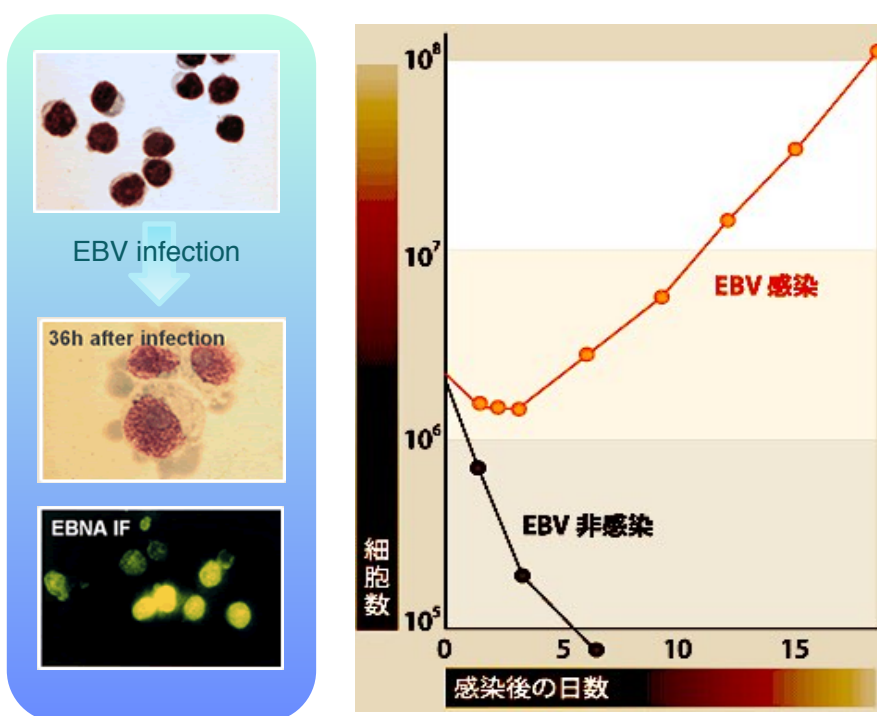 EBV infection
36h after infection
EBNA IF
10⁸
10⁷
10⁶
10⁵
EBV 感染
EBV 非感染
細胞数
0 5 10 15
感染後の日数